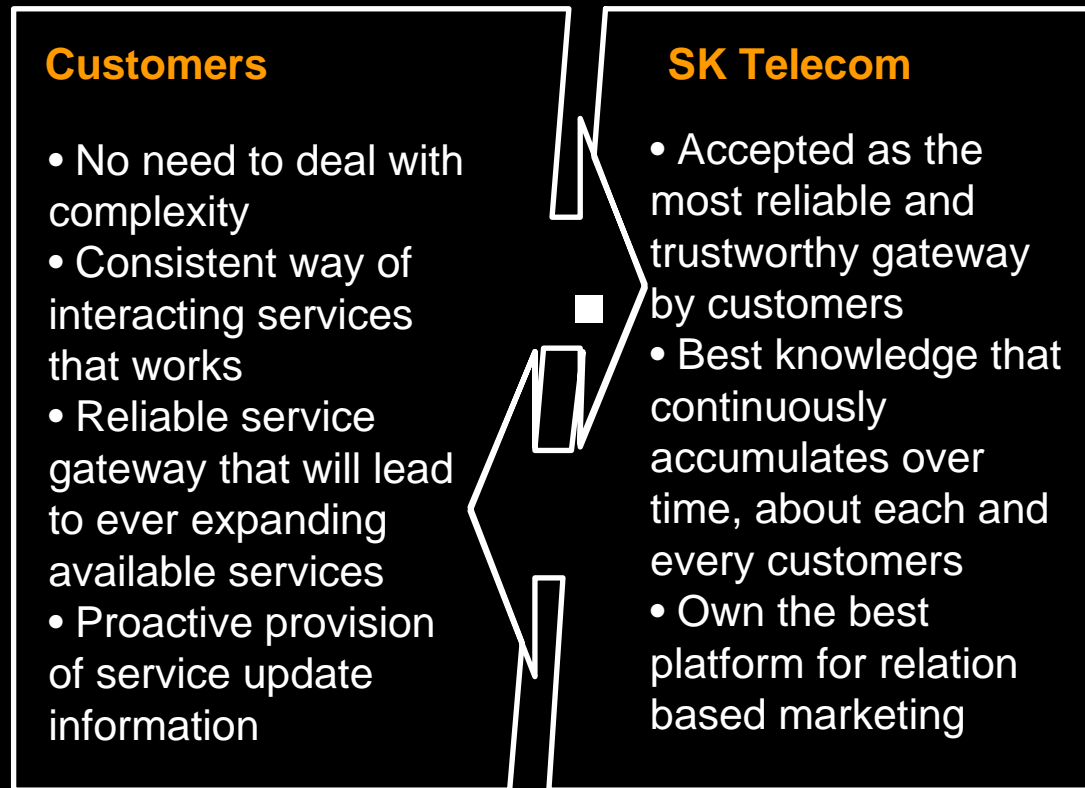 Customers
• No need to deal with
complexity
• Consistent way of
interacting services
that works
• Reliable service
gateway that will lead
to ever expanding
available services
• Proactive provision
of service update
information
SK Telecom
• Accepted as the
most reliable and
trustworthy gateway
by customers
• Best knowledge that
continuously
accumulates over
time, about each and
every customers
• Own the best
platform for relation
based marketing